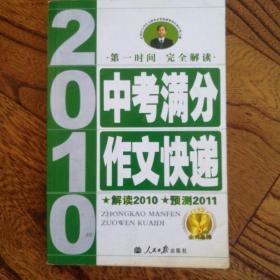 2010
·第一时间 完全解读·
中考满分
作文快递
★解读2010 ★预测2011
ZHONGKAO MANFEN
ZUOWEN KUAIDI
人民日报出版社